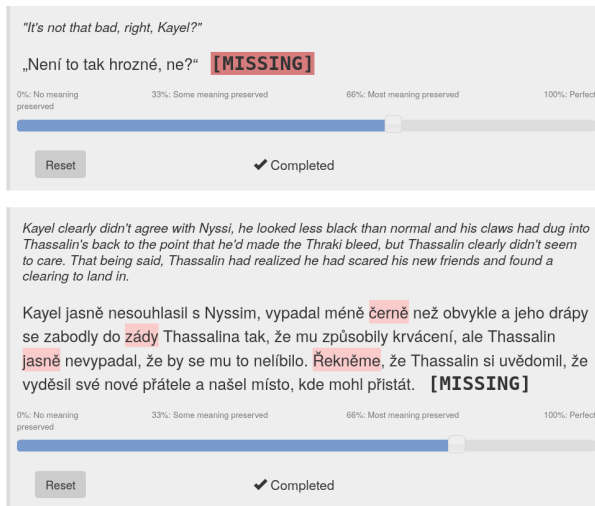 "It's not that bad, right, Kayel?"
„Není to tak hrozné, ne?“ [MISSING]
0%: No meaning preserved 33%: Some meaning preserved 66%: Most meaning preserved 100%: Perfect
Reset ✔ Completed
Kayel clearly didn't agree with Nyssi, he looked less black than normal and his claws had dug into
Thassalin's back to the point that he'd made the Thraki bleed, but Thassalin clearly didn't seem
to care. That being said, Thassalin had realized he had scared his new friends and found a
clearing to land in.
Kayel jasně nesouhlasil s Nyssim, vypadal méně černě než obvykle a jeho drápy
se zabodly do zády Thassalina tak, že mu způsobily krvácení, ale Thassalin
jasně nevypadal, že by se mu to nelíbilo. Řekněme, že Thassalin si uvědomil, že
vyděsil své nové přátele a našel místo, kde mohl přistát. [MISSING]
0%: No meaning preserved 33%: Some meaning preserved 66%: Most meaning preserved 100%: Perfect
Reset ✔ Completed